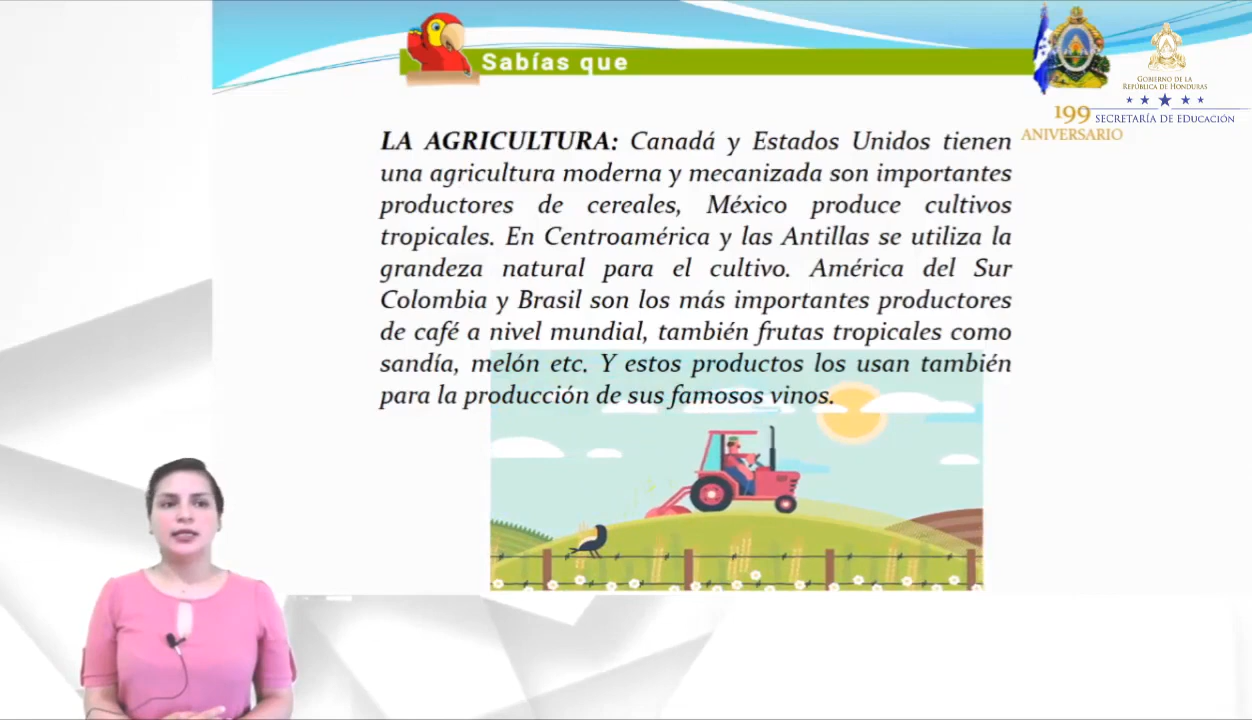 Sabías que
GOBIERNO DE LA
REPÚBLICA DE HONDURAS
199
SECRETARÍA DE EDUCACIÓN
ANIVERSARIO
LA AGRICULTURA: Canadá y Estados Unidos tienen
una agricultura moderna y mecanizada son importantes
productores de cereales, México produce cultivos
tropicales. En Centroamérica y las Antillas se utiliza la
grandeza natural para el cultivo. América del Sur
Colombia y Brasil son los más importantes productores
de café a nivel mundial, también frutas tropicales como
sandía, melón etc. Y estos productos los usan también
para la producción de sus famosos vinos.